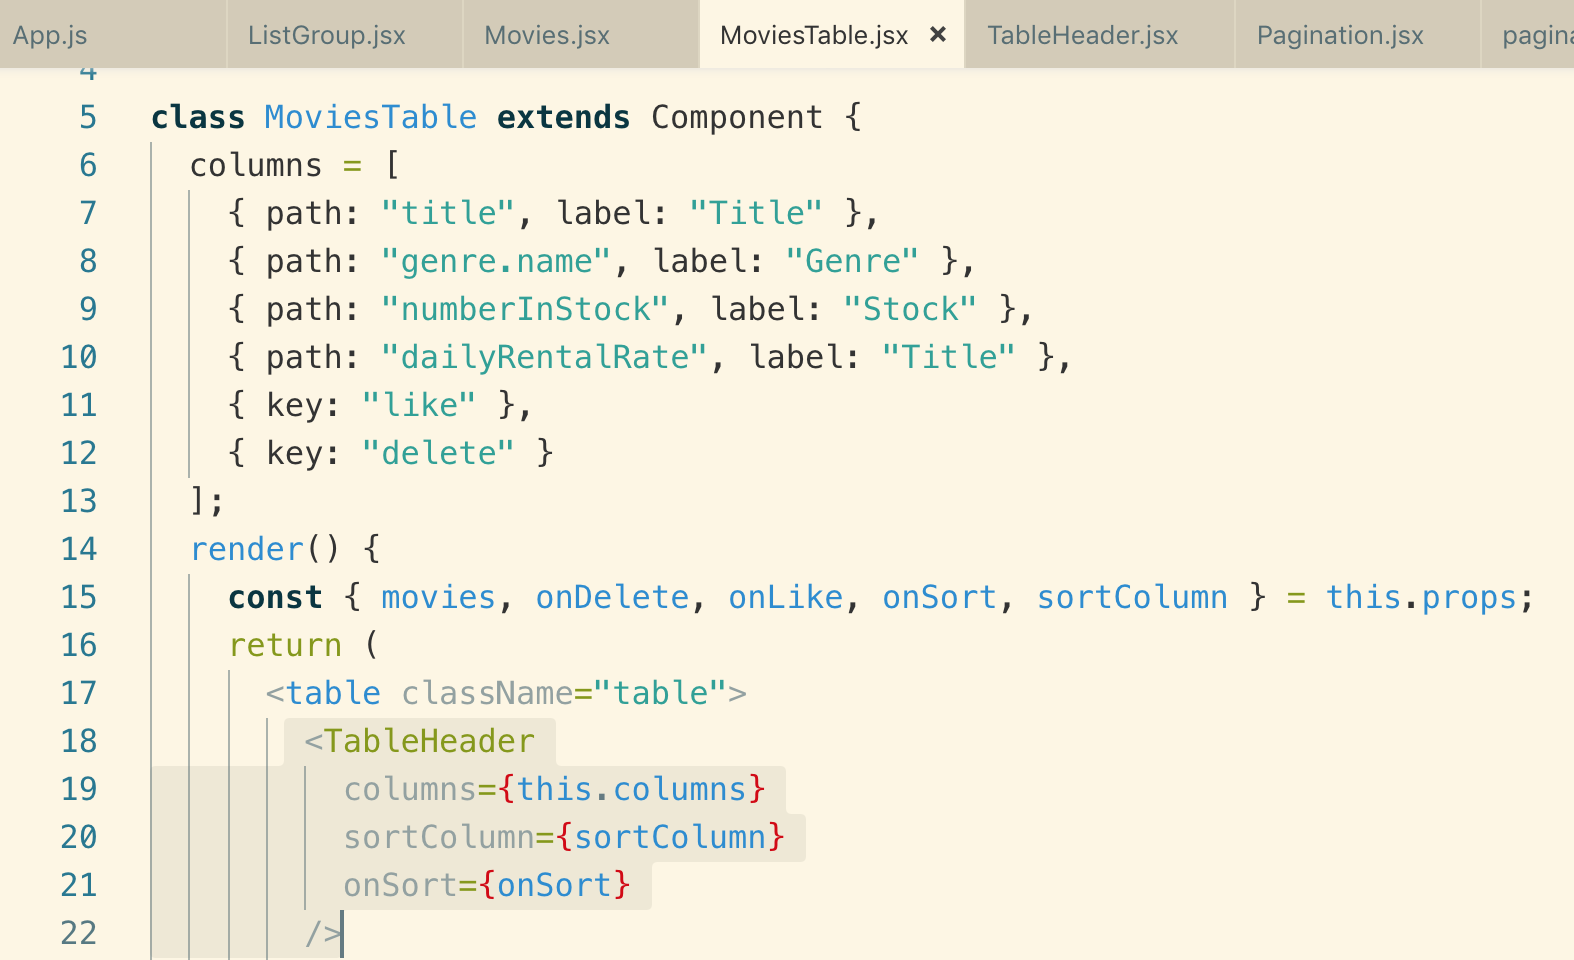 App.js ListGroup.jsx Movies.jsx MoviesTable.jsx × TableHeader.jsx Pagination.jsx
4
5 class MoviesTable extends Component {
6 columns = [
7 { path: "title", label: "Title" },
8 { path: "genre.name", label: "Genre" },
9 { path: "numberInStock", label: "Stock" },
10 { path: "dailyRentalRate", label: "Title" },
11 { key: "like" },
12 { key: "delete" }
13 ];
14 render() {
15 const { movies, onDelete, onLike, onSort, sortColumn } = this.props;
16 return (
17 <table className="table">
18 <TableHeader
19 columns={this.columns}
20 sortColumn={sortColumn}
21 onSort={onSort}
22 />